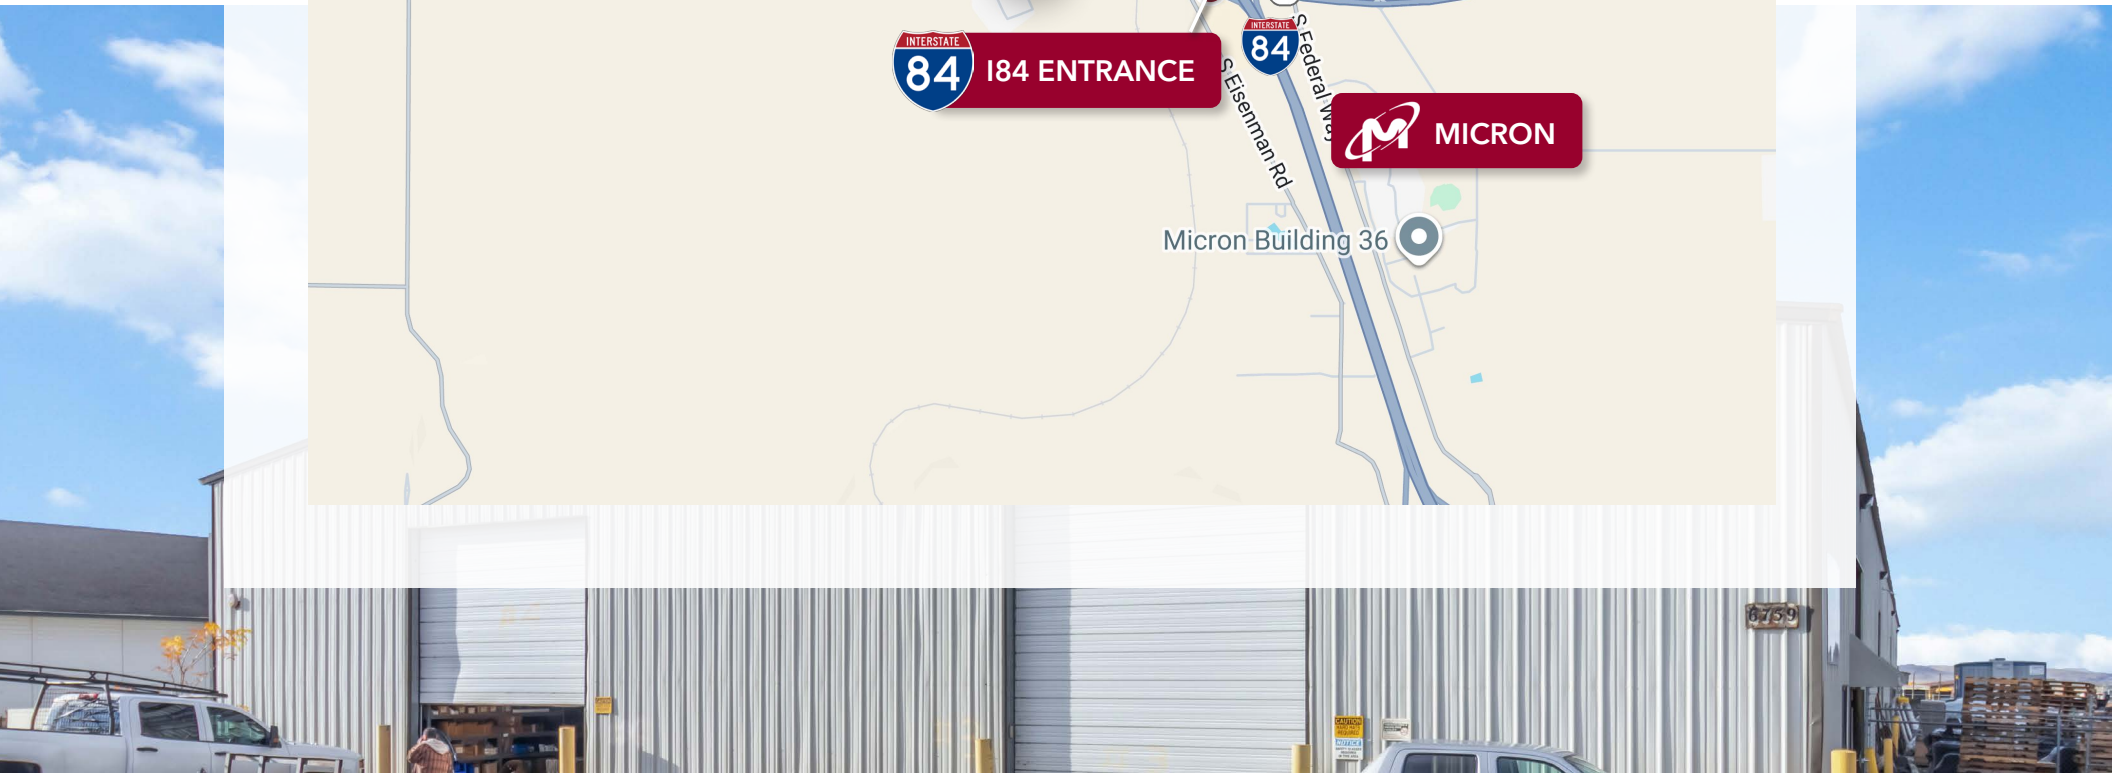 INTERSTATE
84
I84 ENTRANCE
INTERSTATE
84
S Federal Way
S Eisenman Rd
MICRON
Micron Building 36
6759
CAUTION
NOTICE